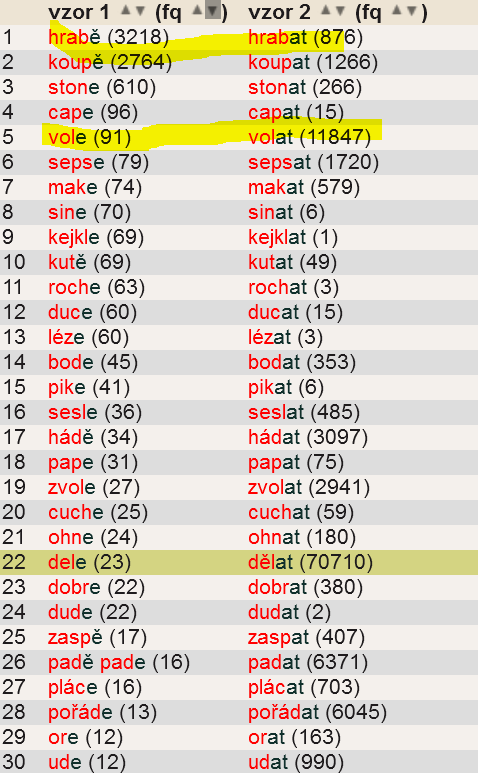 vzor 1 (fq ) vzor 2 (fq )
1 hrabě (3218) hrabat (876)
2 koupě (2764) koupat (1266)
3 stone (610) stonat (266)
4 cape (96) capat (15)
5 vole (91) volat (11847)
6 sepse (79) sepsat (1720)
7 make (74) makat (579)
8 sine (70) sinat (6)
9 kejkle (69) kejklat (1)
10 kutě (69) kutat (49)
11 roche (63) rochat (3)
12 duce (60) ducat (15)
13 léze (60) lézat (3)
14 bode (45) bodat (353)
15 pike (41) pikat (6)
16 sesle (36) seslat (485)
17 hádě (34) hádat (3097)
18 pape (31) papat (75)
19 zvole (27) zvolat (2941)
20 cuche (25) cuchat (59)
21 ohne (24) ohnat (180)
22 dele (23) dělat (70710)
23 dobre (22) dobrat (380)
24 dude (22) dudat (2)
25 zaspě (17) zaspat (407)
26 padě pade (16) padat (6371)
27 pláce (16) plácat (703)
28 pořáde (13) pořádat (6045)
29 ore (12) orat (163)
30 ude (12) udat (990)